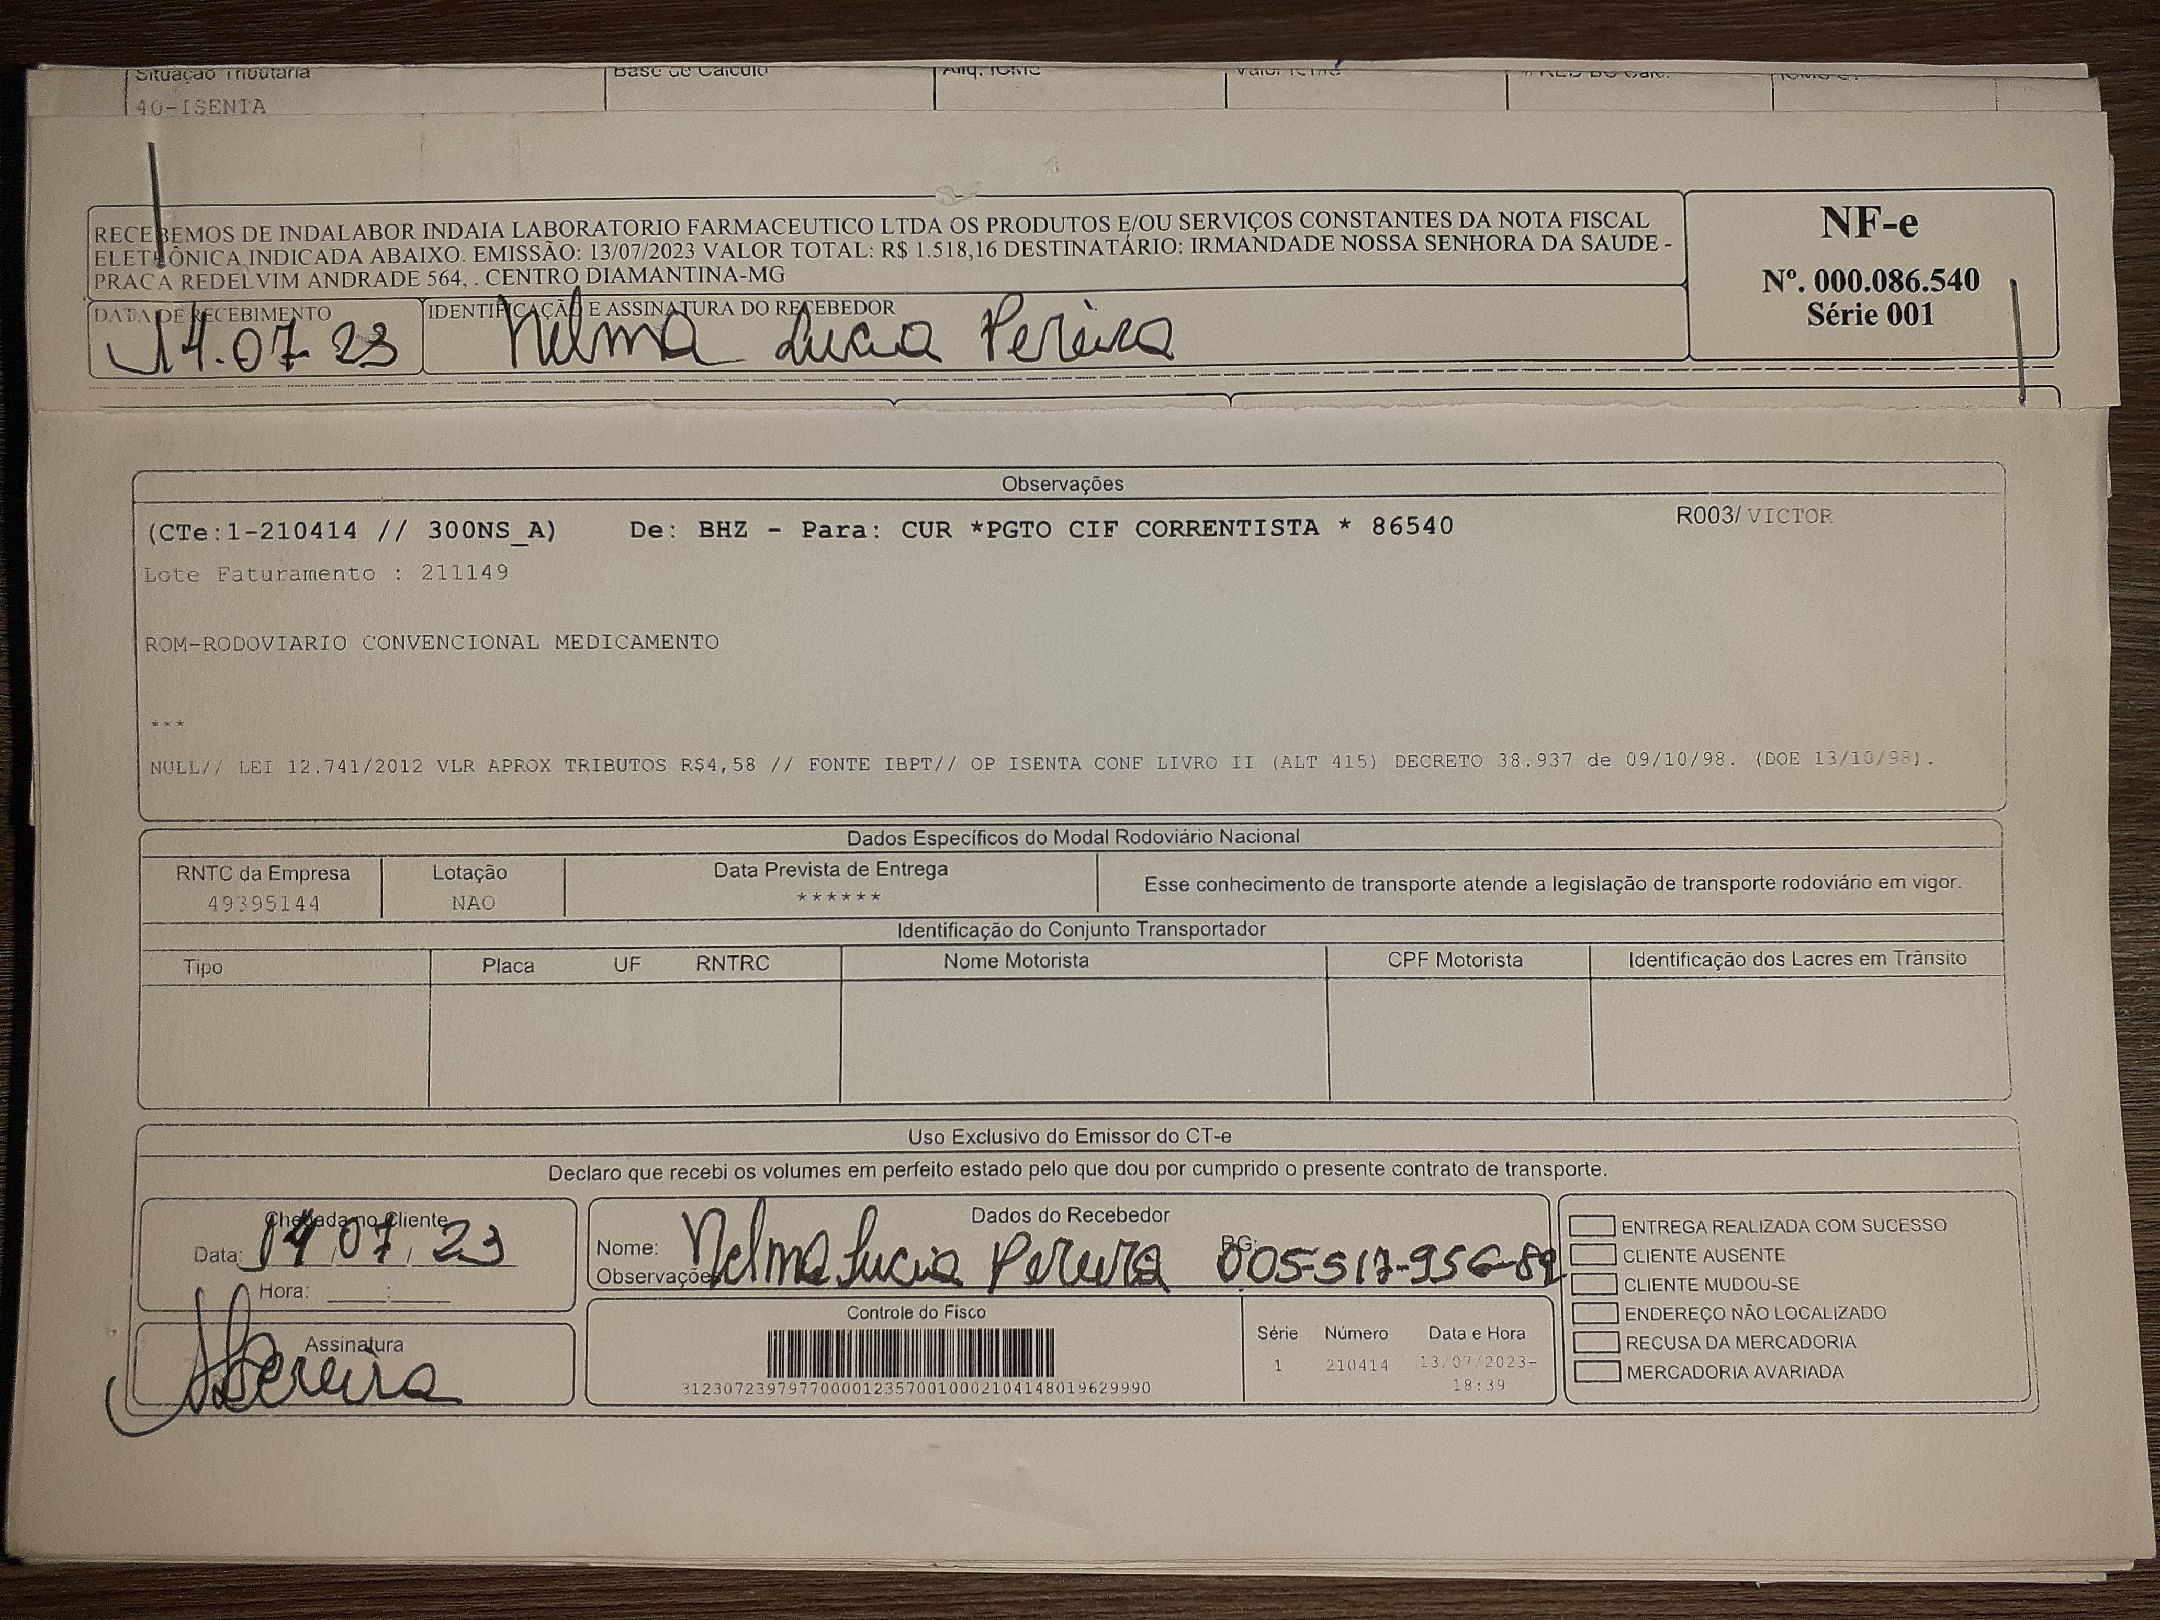 Situação Tributária Base de Cálculo Alíq. ICMS Valor ICMS
40-ISENTA
RECEBEMOS DE INDALABOR INDAIA LABORATORIO FARMACEUTICO LTDA OS PRODUTOS E/OU SERVIÇOS CONSTANTES DA NOTA FISCAL
ELETRÔNICA INDICADA ABAIXO. EMISSÃO: 13/07/2023 VALOR TOTAL: R$ 1.518,16 DESTINATÁRIO: IRMANDADE NOSSA SENHORA DA SAUDE -
PRACA REDELVIM ANDRADE 564, . CENTRO DIAMANTINA-MG
NF-e
Nº. 000.086.540
Série 001
DATA DE RECEBIMENTO IDENTIFICAÇÃO E ASSINATURA DO RECEBEDOR
14.07.23 Nelma Lucia Pereira
Observações
(CTe:1-210414 // 300NS_A) De: BHZ - Para: CUR *PGTO CIF CORRENTISTA * 86540 R003/ VICTOR
Lote Faturamento : 211149
ROM-RODOVIARIO CONVENCIONAL MEDICAMENTO
***
NULL// LEI 12.741/2012 VLR APROX TRIBUTOS R$4,58 // FONTE IBPT// OP ISENTA CONF LIVRO II (ALT 415) DECRETO 38.937 de 09/10/98. (DOE 13/10/98).
Dados Específicos do Modal Rodoviário Nacional
RNTC da Empresa Lotação Data Prevista de Entrega Esse conhecimento de transporte atende a legislação de transporte rodoviário em vigor.
49395144 NAO ******
Identificação do Conjunto Transportador
Tipo Placa UF RNTRC Nome Motorista CPF Motorista Identificação dos Lacres em Trânsito
Uso Exclusivo do Emissor do CT-e
Declaro que recebi os volumes em perfeito estado pelo que dou por cumprido o presente contrato de transporte.
Chegada no Cliente
Data: 14/07/23
Hora: ____:____
Assinatura
Pereira
Dados do Recebedor
Nome: Nelma Lucia Pereira RG: 005-517-956-82
Observações
Controle do Fisco
31230723979770000123570010002104148019629990
Série Número Data e Hora
1 210414 13/07/2023-
18:39
ENTREGA REALIZADA COM SUCESSO
CLIENTE AUSENTE
CLIENTE MUDOU-SE
ENDEREÇO NÃO LOCALIZADO
RECUSA DA MERCADORIA
MERCADORIA AVARIADA